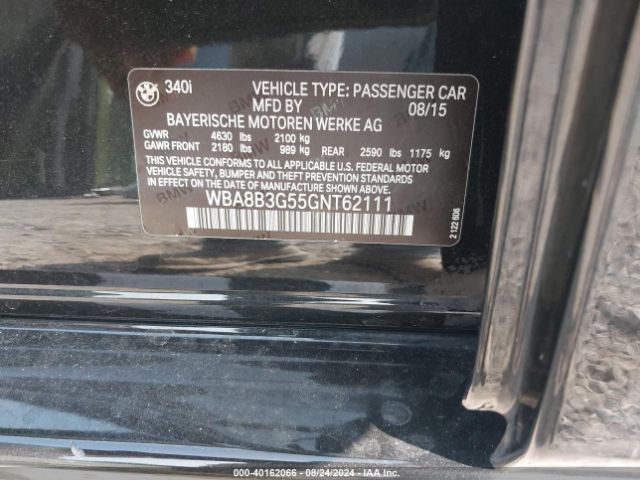 340i VEHICLE TYPE: PASSENGER CAR
MFD BY 08/15
BAYERISCHE MOTOREN WERKE AG
GVWR 4630 lbs 2100 kg
GAWR FRONT 2180 lbs 989 kg REAR 2590 lbs 1175 kg
THIS VEHICLE CONFORMS TO ALL APPLICABLE U.S. FEDERAL MOTOR
VEHICLE SAFETY, BUMPER AND THEFT PREVENTION STANDARDS
IN EFFECT ON THE DATE OF MANUFACTURE SHOWN ABOVE.
WBA8B3G55GNT62111
2 122 606
000-40162066 - 08/24/2024 - IAA Inc.